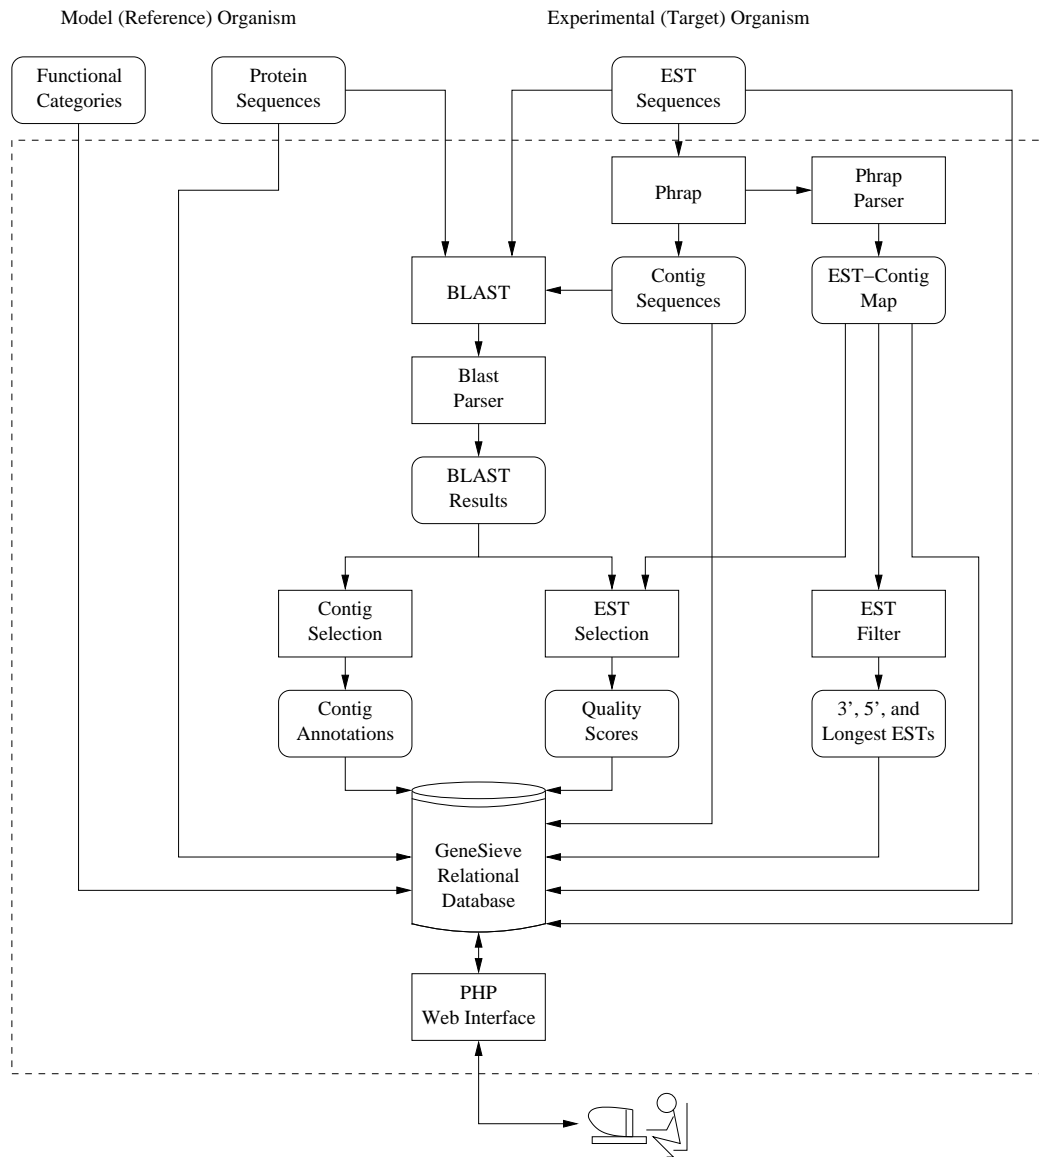 Model (Reference) Organism
Experimental (Target) Organism
Functional
Categories
Protein
Sequences
EST
Sequences
Phrap
Phrap
Parser
BLAST
Contig
Sequences
EST–Contig
Map
Blast
Parser
BLAST
Results
Contig
Selection
EST
Selection
EST
Filter
Contig
Annotations
Quality
Scores
3’, 5’, and
Longest ESTs
GeneSieve
Relational
Database
PHP
Web Interface